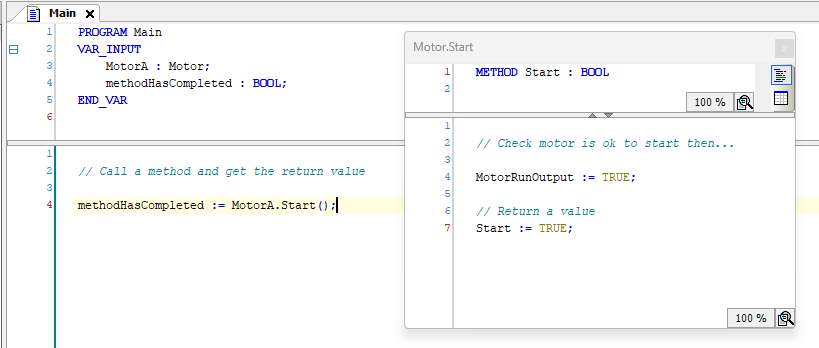 Main
1 PROGRAM Main
2 VAR_INPUT
3 MotorA : Motor;
4 methodHasCompleted : BOOL;
5 END_VAR
6
1
2 // Call a method and get the return value
3
4 methodHasCompleted := MotorA.Start();
Motor.Start
1 METHOD Start : BOOL
2
100 %
1
2 // Check motor is ok to start then...
3
4 MotorRunOutput := TRUE;
5
6 // Return a value
7 Start := TRUE;
100 %